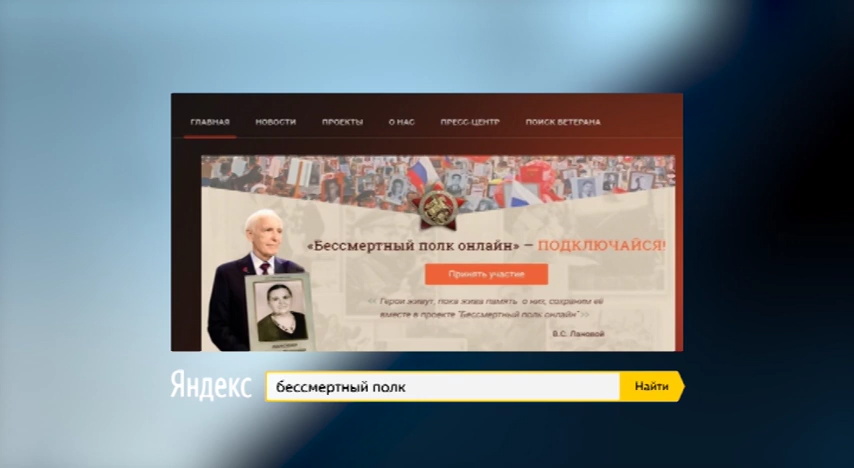 ГЛАВНАЯ НОВОСТИ ПРОЕКТЫ О НАС ПРЕСС-ЦЕНТР ПОИСК ВЕТЕРАНА
«Бессмертный полк онлайн» — ПОДКЛЮЧАЙСЯ!
Принять участие
<< Герои живут, пока жива память о них, сохраним её
вместе в проекте "Бессмертный полк онлайн" >>
В.С. Лановой
Яндекс бессмертный полк Найти